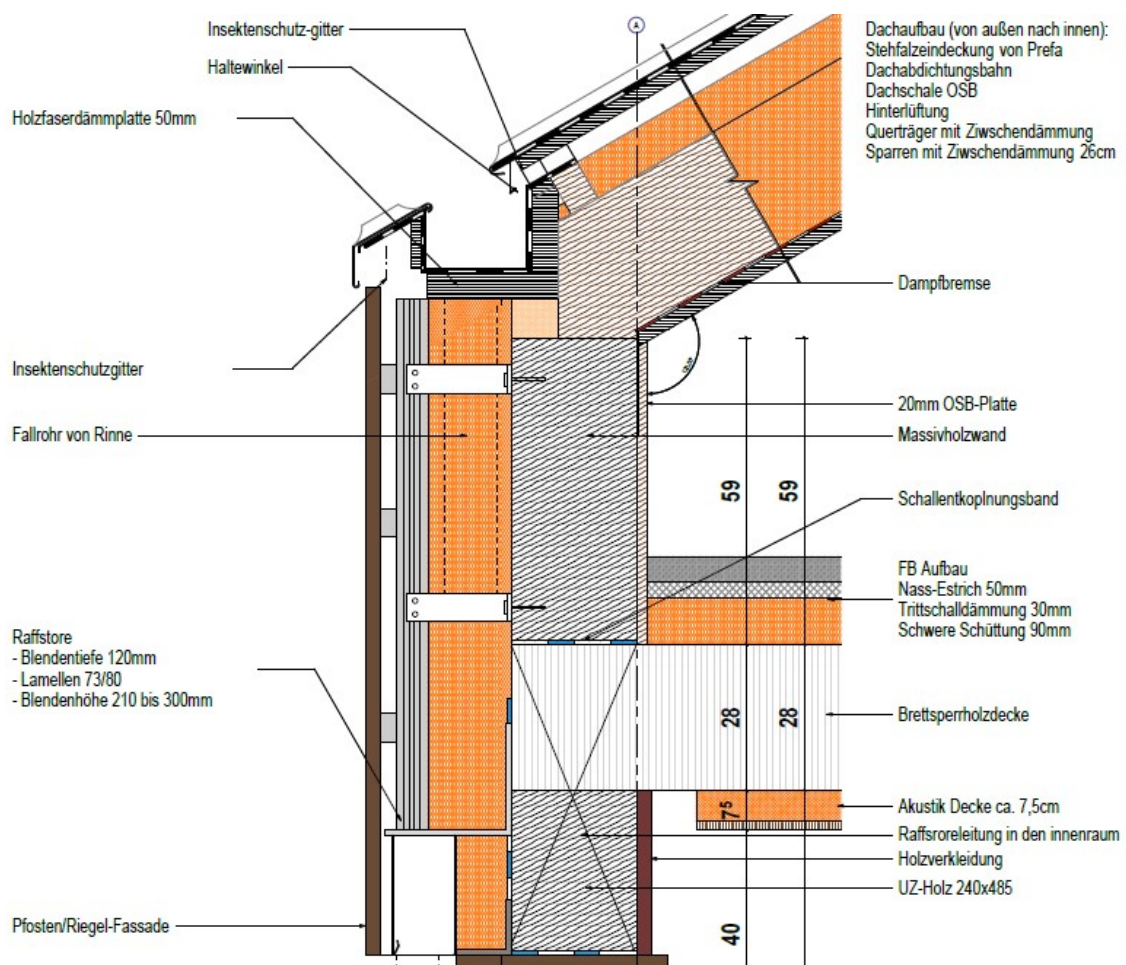 Insektenschutz-gitter
Haltewinkel
Holzfaserdämmplatte 50mm
A
Dachaufbau (von außen nach innen):
Stehfalzeindeckung von Prefa
Dachabdichtungsbahn
Dachschale OSB
Hinterlüftung
Querträger mit Ziwschendämmung
Sparren mit Ziwschendämmung 26cm
Dampfbremse
Insektenschutzgitter
20mm OSB-Platte
Fallrohr von Rinne
Massivholzwand
59
59
Schallentkoplnungsband
FB Aufbau
Nass-Estrich 50mm
Trittschalldämmung 30mm
Schwere Schüttung 90mm
Raffstore
- Blendentiefe 120mm
- Lamellen 73/80
- Blendenhöhe 210 bis 300mm
28
28
Brettsperrholzdecke
7⁵
Akustik Decke ca. 7,5cm
Raffsroreleitung in den innenraum
Holzverkleidung
UZ-Holz 240x485
Pfosten/Riegel-Fassade
40